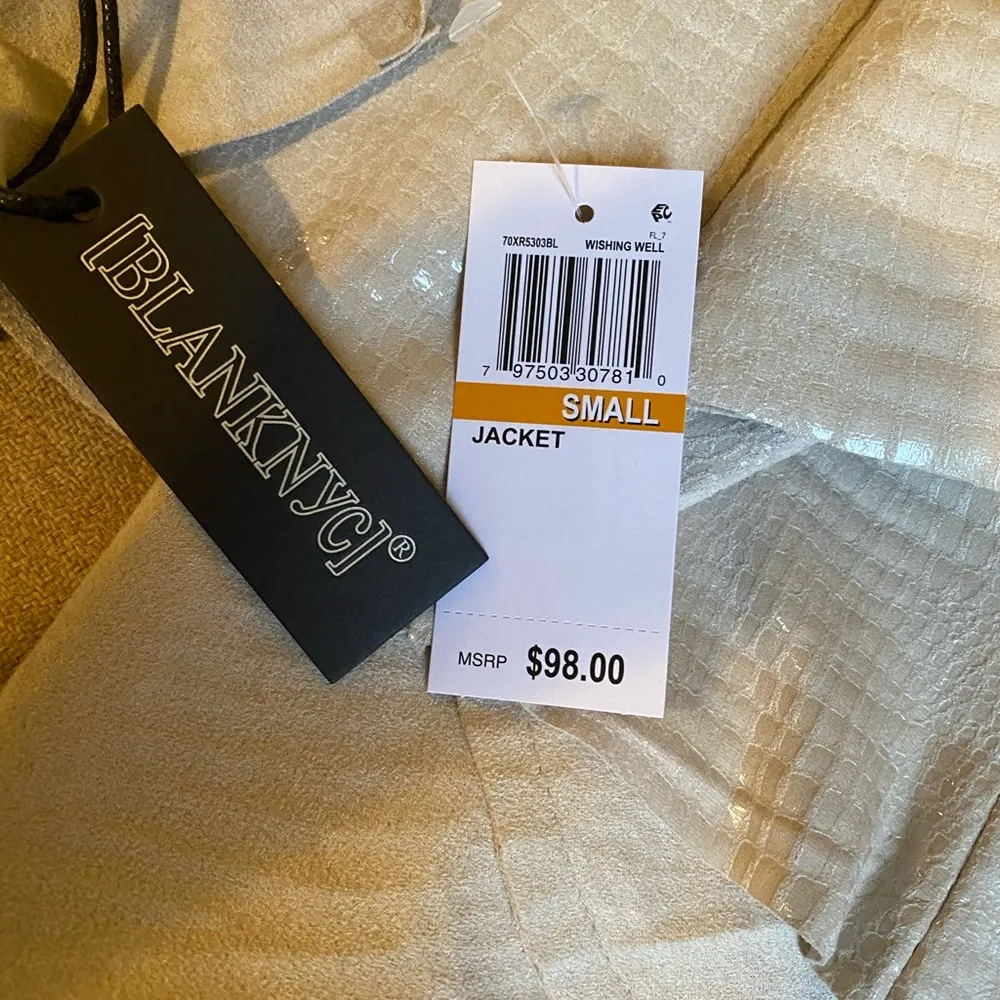 [BLANKNYC]®
FL_7
70XR5303BL WISHING WELL
7 97503 30781 0
SMALL
JACKET
MSRP $98.00